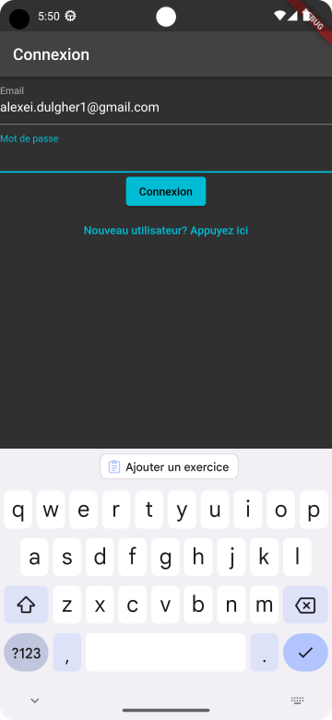 5:50
Connexion
Email
alexei.dulgher1@gmail.com
Mot de passe
Connexion
Nouveau utilisateur? Appuyez ici
Ajouter un exercice
q w e r t y u i o p
a s d f g h j k l
z x c v b n m
?123 , .